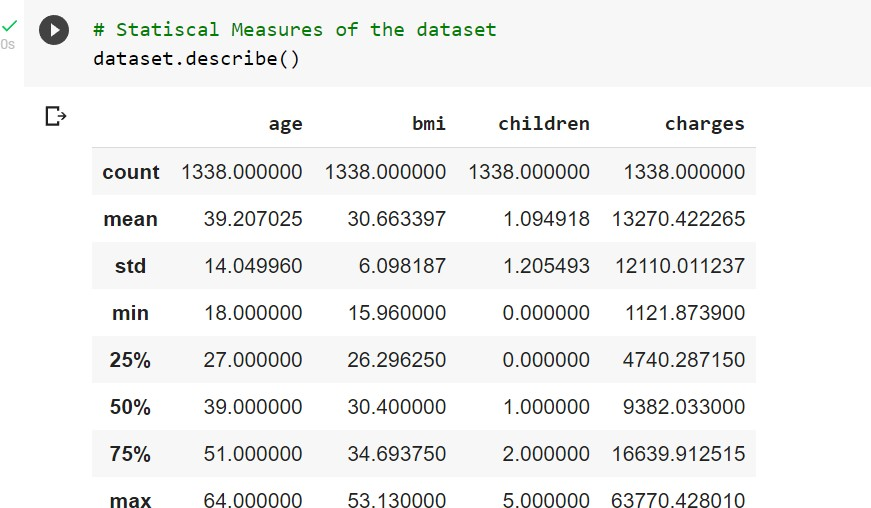 # Statiscal Measures of the dataset
0s dataset.describe()
age bmi children charges
count 1338.000000 1338.000000 1338.000000 1338.000000
mean 39.207025 30.663397 1.094918 13270.422265
std 14.049960 6.098187 1.205493 12110.011237
min 18.000000 15.960000 0.000000 1121.873900
25% 27.000000 26.296250 0.000000 4740.287150
50% 39.000000 30.400000 1.000000 9382.033000
75% 51.000000 34.693750 2.000000 16639.912515
max 64.000000 53.130000 5.000000 63770.428010